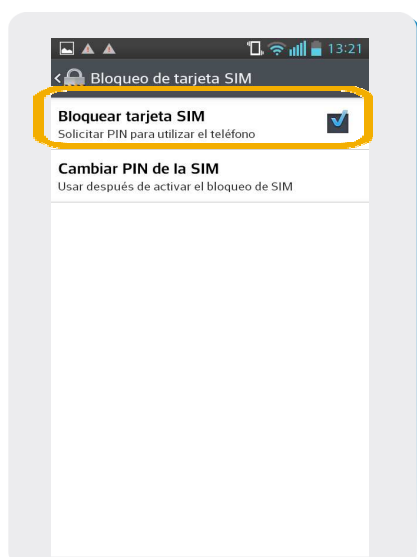 13:21
Bloqueo de tarjeta SIM
Bloquear tarjeta SIM
Solicitar PIN para utilizar el teléfono
Cambiar PIN de la SIM
Usar después de activar el bloqueo de SIM